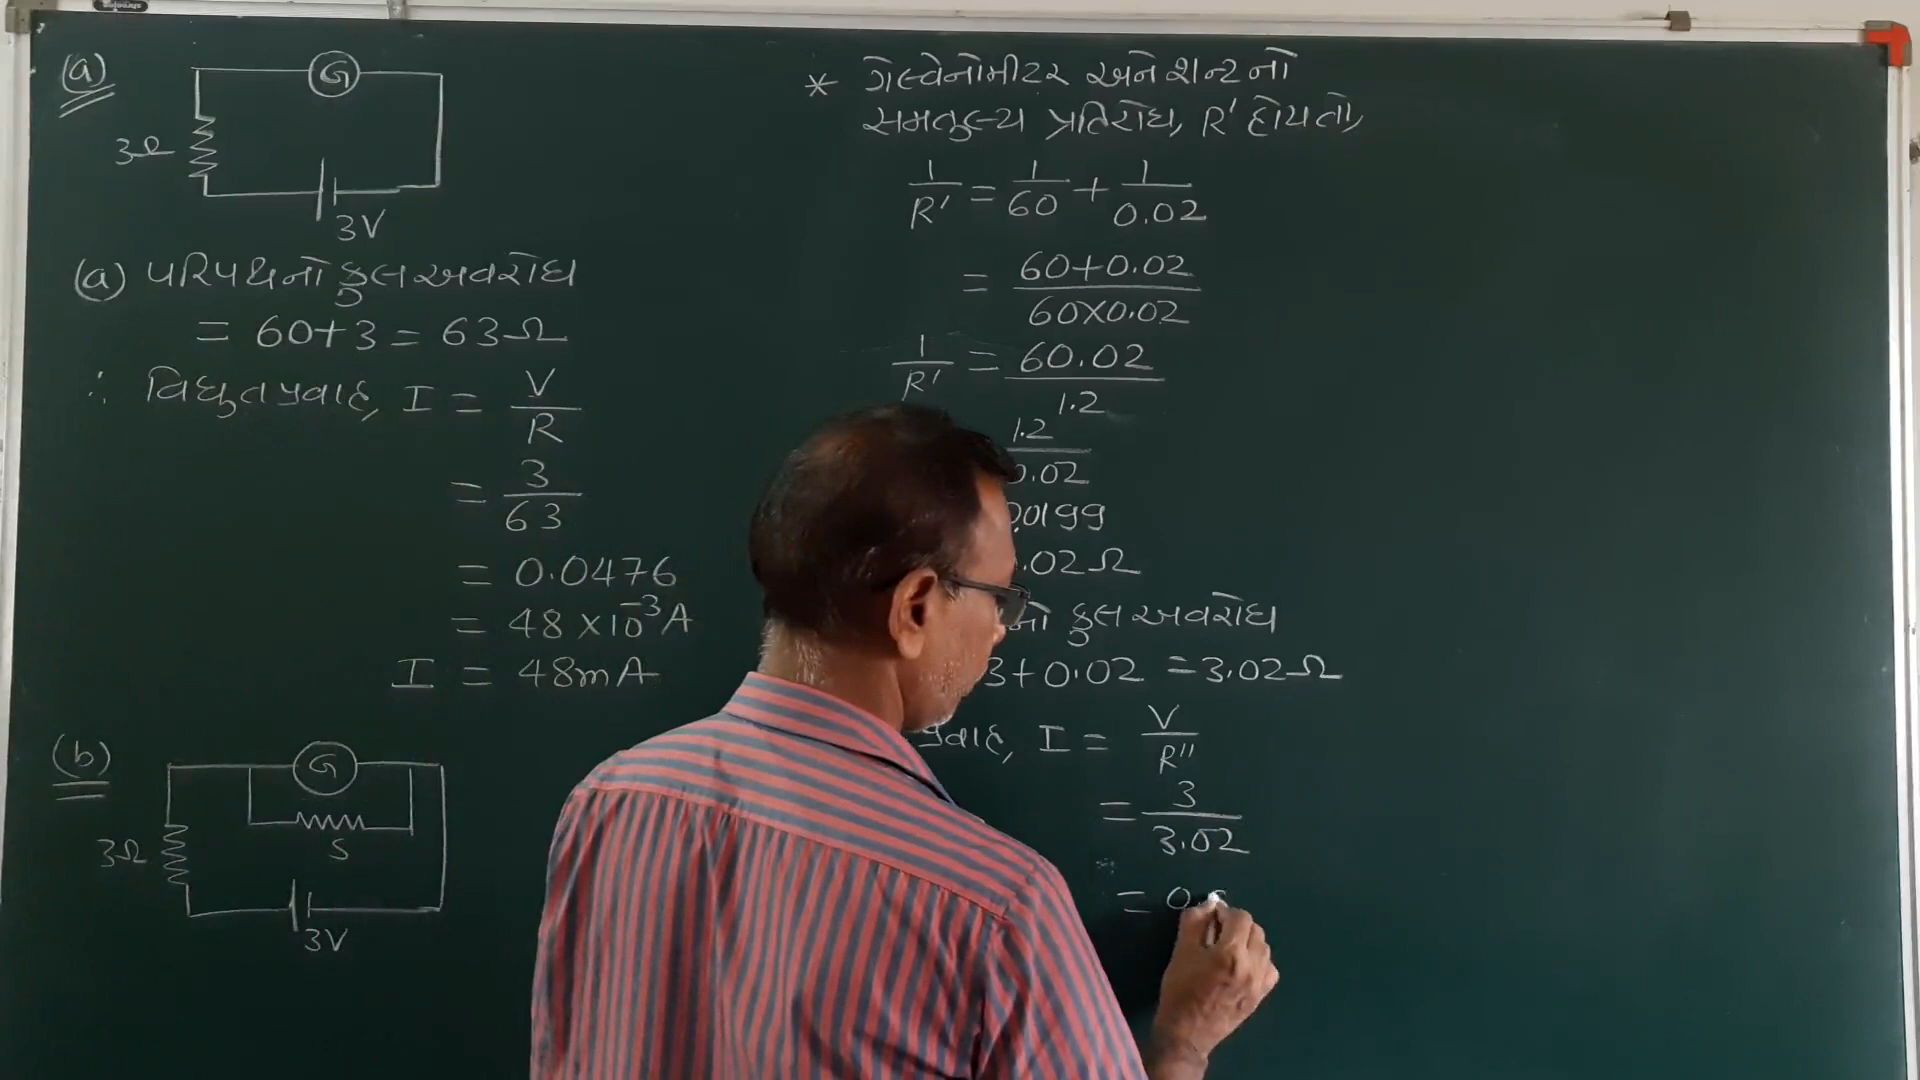 (a)
G
3Ω
3V
(a) પરિપથનો કુલ અવરોધ
= 60+3 = 63Ω
∴ વિદ્યુતપ્રવાહ, I = V/R
= 3/63
= 0.0476
= 48 × 10⁻³ A
I = 48mA
(b)
G
S
3Ω
3V
* ગેલ્વેનોમીટર અને શન્ટનો
સમતુલ્ય પ્રતિરોધ, R' હોય તો,
1/R' = 1/60 + 1/0.02
= 60+0.02/60×0.02
1/R' = 60.02/1.2
1.2/0.02
0.0199
.02Ω
નો કુલ અવરોધ
3+0.02 = 3.02Ω
પ્રવાહ, I = V/R''
= 3/3.02
= 0.